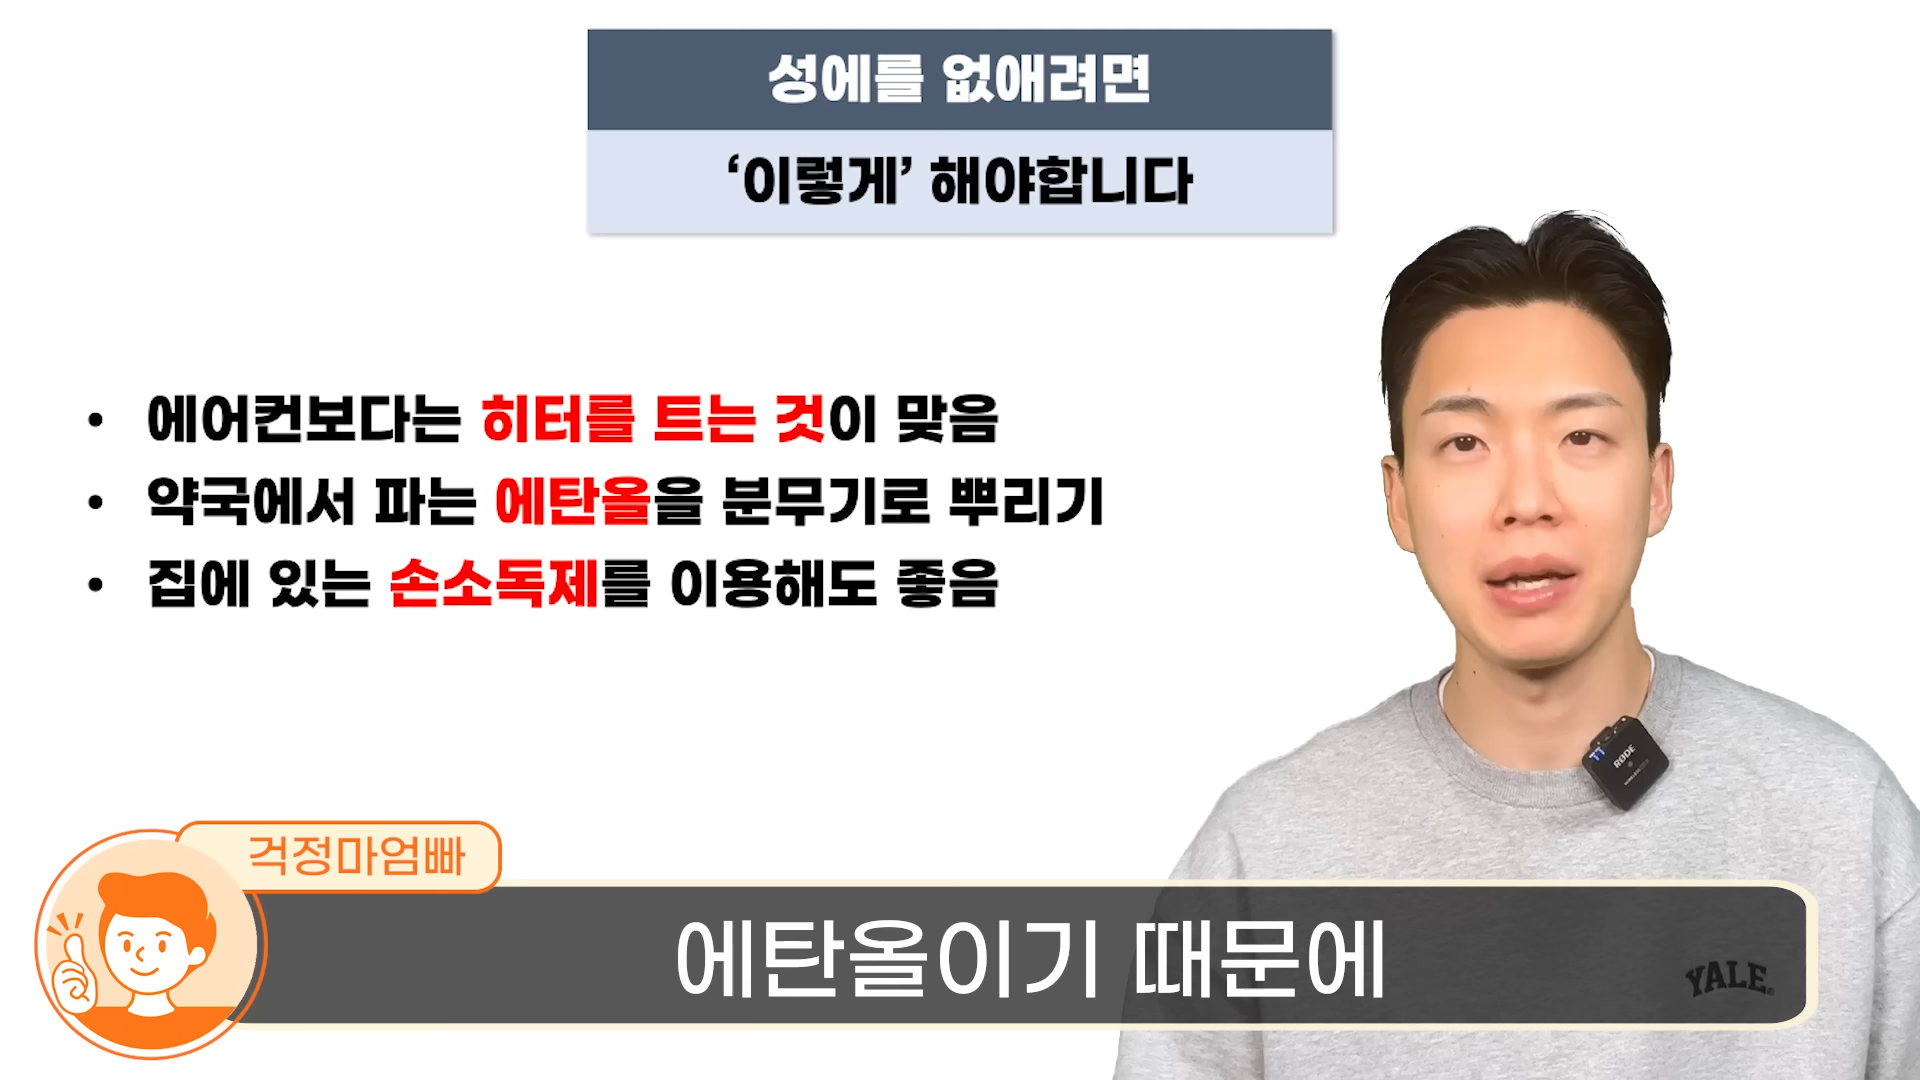 성에를 없애려면
‘이렇게’ 해야합니다
• 에어컨보다는 히터를 트는 것이 맞음
• 약국에서 파는 에탄올을 분무기로 뿌리기
• 집에 있는 손소독제를 이용해도 좋음
RØDE
걱정마엄빠
에탄올이기 때문에
YALE